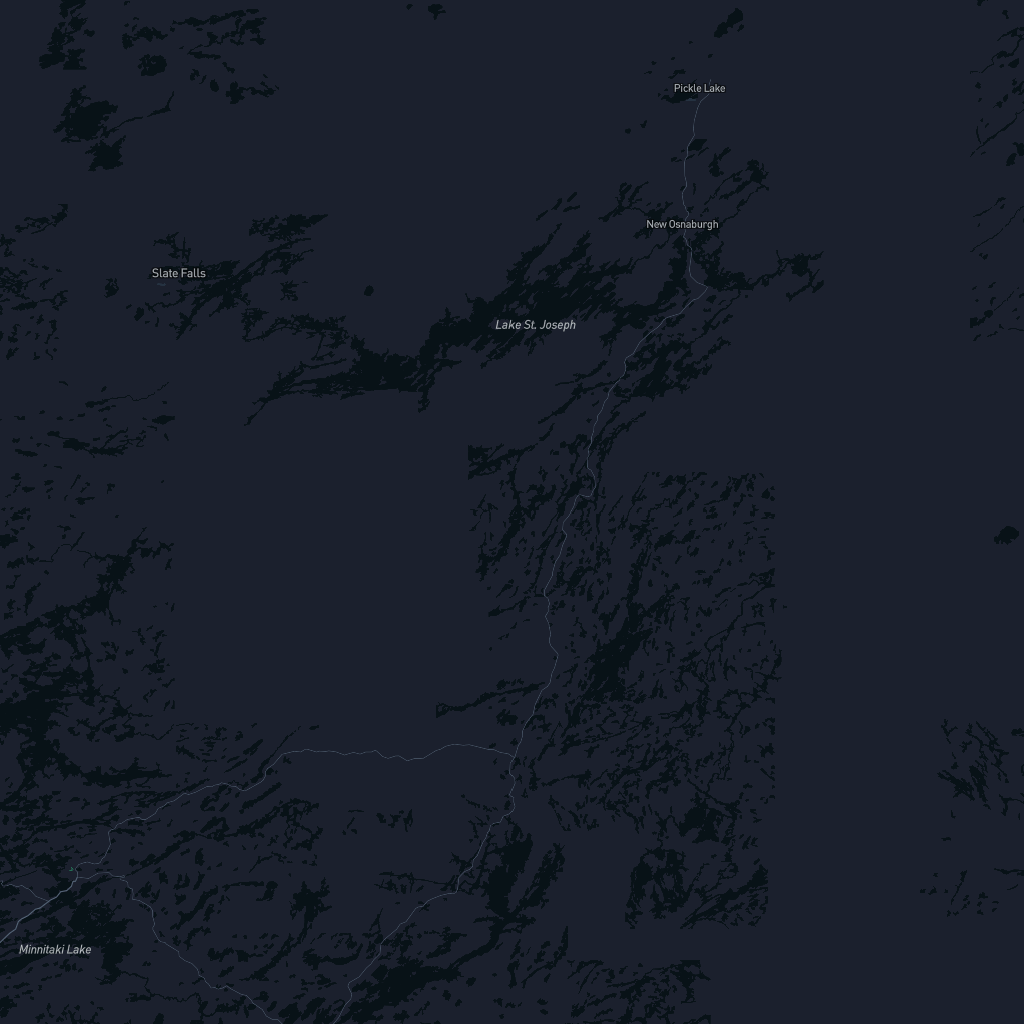 Pickle Lake
New Osnaburgh
Slate Falls
Lake St. Joseph
Minnitaki Lake